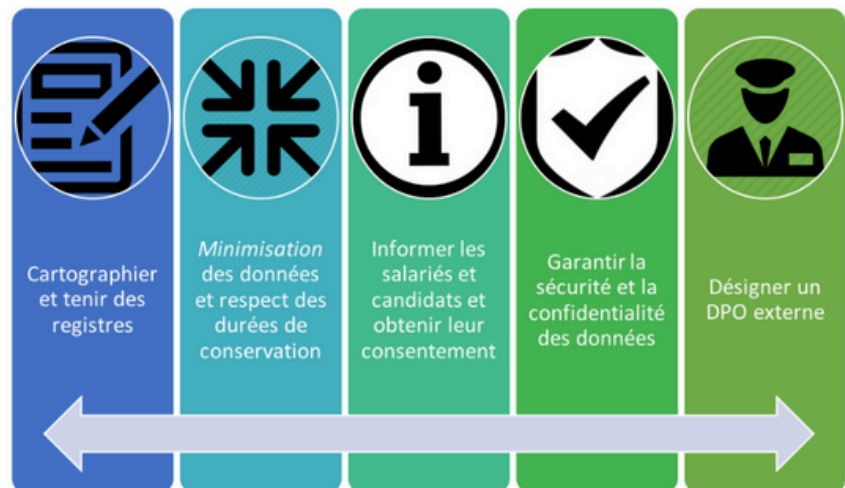 Cartographier
et tenir des
registres
Minimisation
des données
et respect des
durées de
conservation
Informer les
salariés et
candidats et
obtenir leur
consentement
Garantir la
sécurité et la
confidentialité
des données
Désigner un
DPO externe